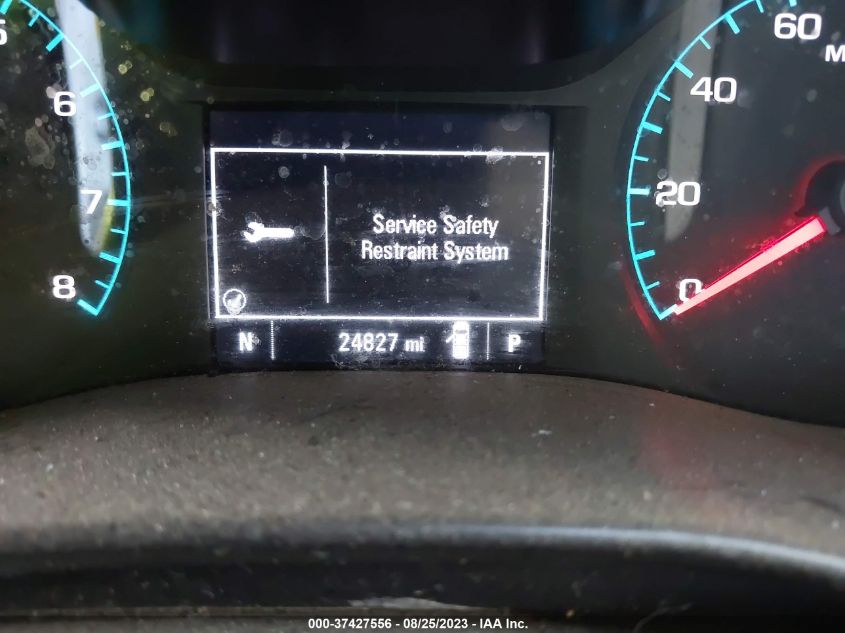 5
6
7
8
60
M
40
20
0
Service Safety
Restraint System
N
24827 mi
P
000-37427556 - 08/25/2023 - © IAA Inc.